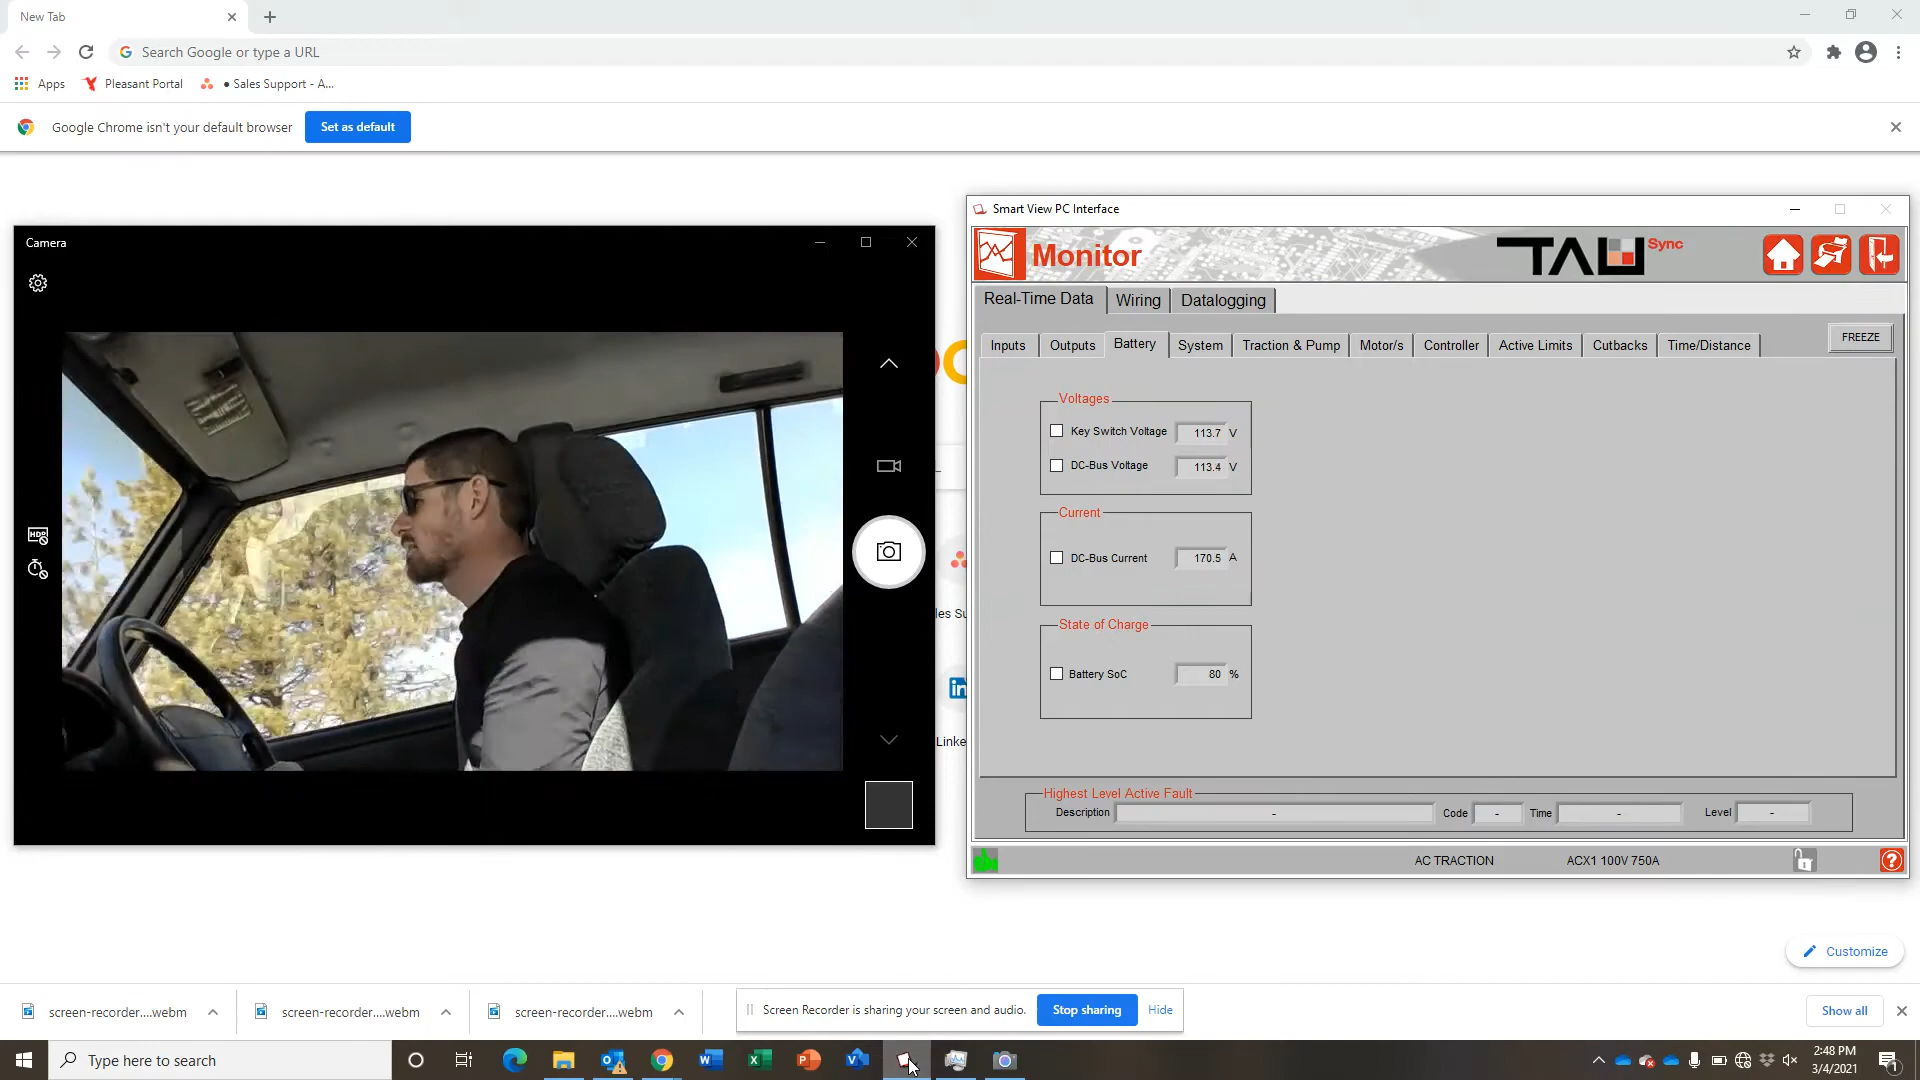 New Tab
Search Google or type a URL
Apps
Pleasant Portal
• Sales Support - A...
Google Chrome isn't your default browser
Set as default
Camera
HDR
les Su
Linke
Smart View PC Interface
Monitor
TAU Sync
Real-Time Data
Wiring
Datalogging
Inputs
Outputs
Battery
System
Traction & Pump
Motor/s
Controller
Active Limits
Cutbacks
Time/Distance
FREEZE
Voltages
Key Switch Voltage 113.7 V
DC-Bus Voltage 113.4 V
Current
DC-Bus Current 170.5 A
State of Charge
Battery SoC 80 %
Highest Level Active Fault
Description - Code - Time - Level -
AC TRACTION
ACX1 100V 750A
Customize
screen-recorder....webm
screen-recorder....webm
screen-recorder....webm
Screen Recorder is sharing your screen and audio.
Stop sharing
Hide
Show all
Type here to search
2:48 PM
3/4/2021